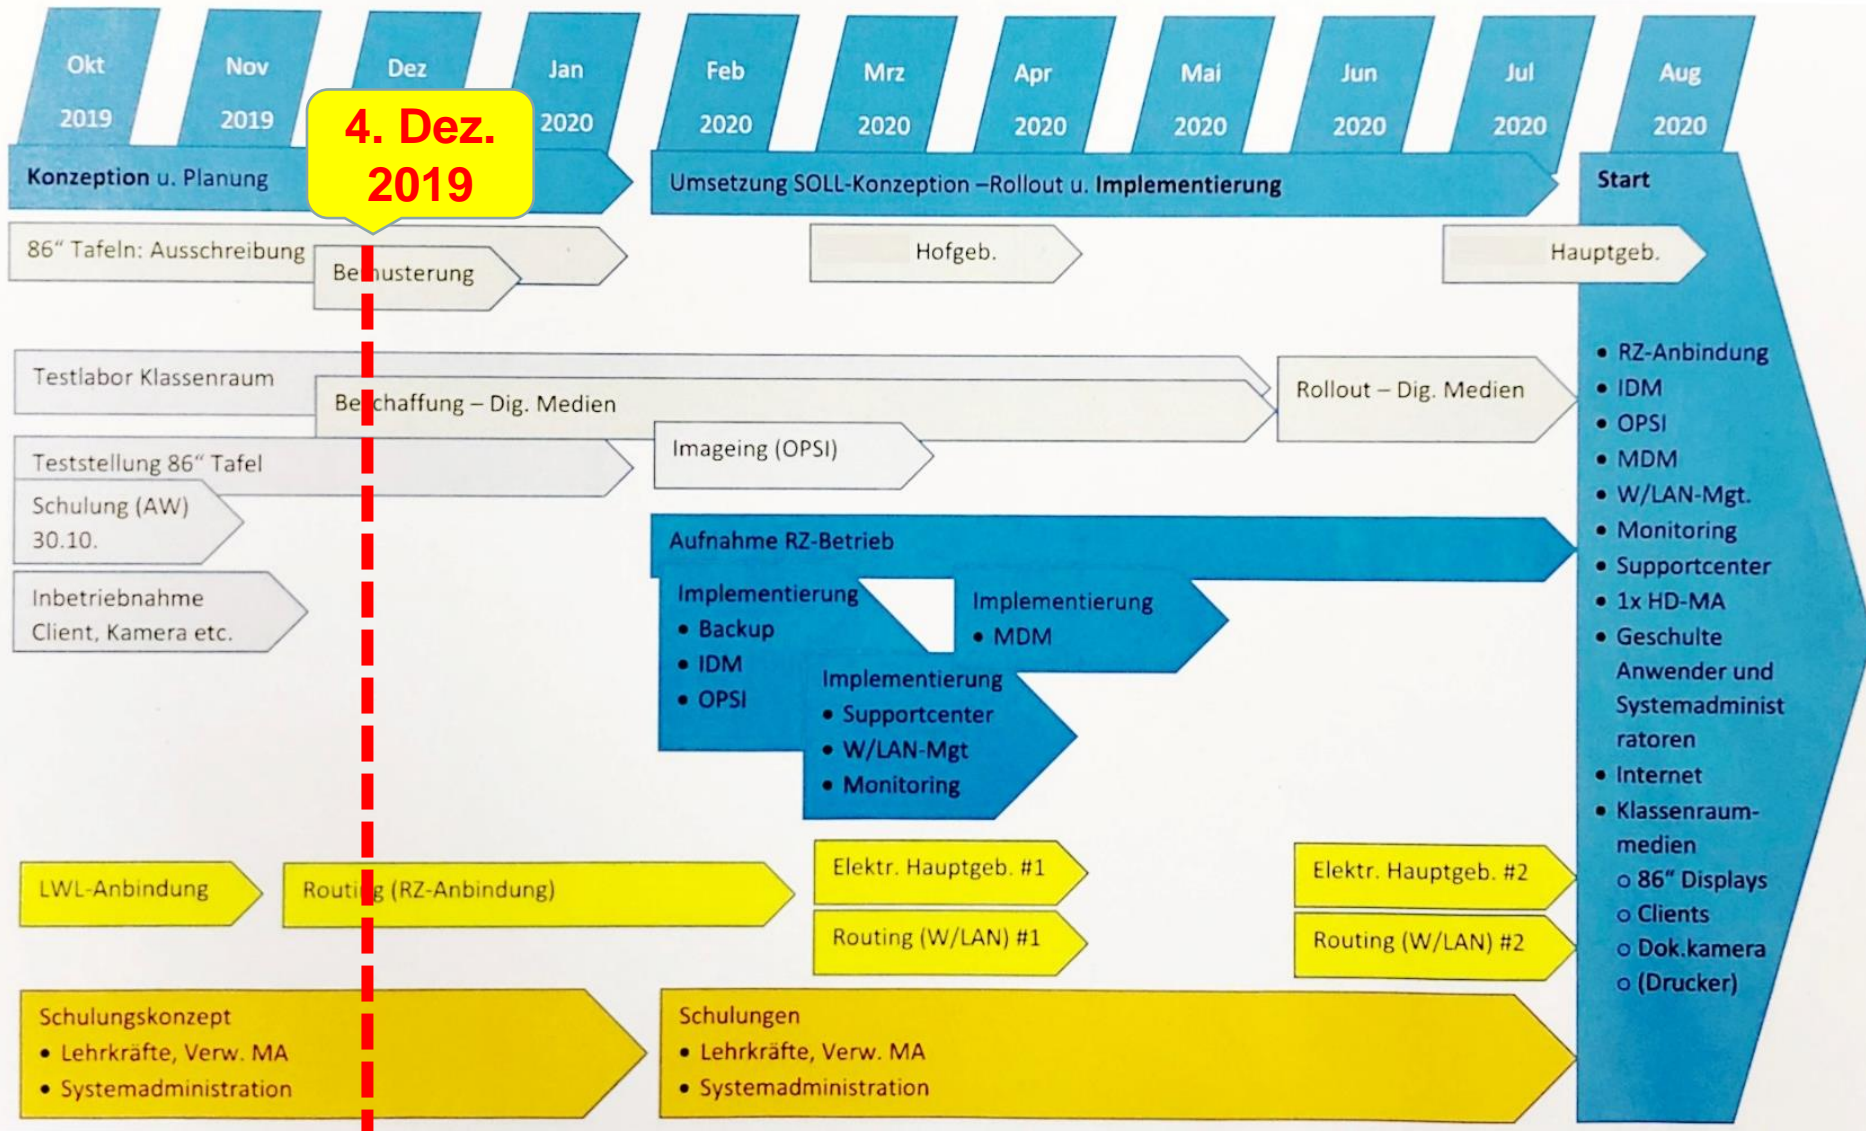 Okt
2019
Nov
2019
Dez
Jan
2020
Feb
2020
Mrz
2020
Apr
2020
Mai
2020
Jun
2020
Jul
2020
Aug
2020
4. Dez.
2019
Konzeption u. Planung
Umsetzung SOLL-Konzeption –Rollout u. Implementierung
Start
86“ Tafeln: Ausschreibung
Bemusterung
Hofgeb.
Hauptgeb.
Testlabor Klassenraum
Beschaffung – Dig. Medien
Rollout – Dig. Medien
Teststellung 86“ Tafel
Imageing (OPSI)
Schulung (AW)
30.10.
Inbetriebnahme
Client, Kamera etc.
Aufnahme RZ-Betrieb
Implementierung
• Backup
• IDM
• OPSI
Implementierung
• MDM
Implementierung
• Supportcenter
• W/LAN-Mgt
• Monitoring
LWL-Anbindung
Routing (RZ-Anbindung)
Elektr. Hauptgeb. #1
Routing (W/LAN) #1
Elektr. Hauptgeb. #2
Routing (W/LAN) #2
Schulungskonzept
• Lehrkräfte, Verw. MA
• Systemadministration
Schulungen
• Lehrkräfte, Verw. MA
• Systemadministration
• RZ-Anbindung
• IDM
• OPSI
• MDM
• W/LAN-Mgt.
• Monitoring
• Supportcenter
• 1x HD-MA
• Geschulte
Anwender und
Systemadminist
ratoren
• Internet
• Klassenraum-
medien
o 86“ Displays
o Clients
o Dok.kamera
o (Drucker)